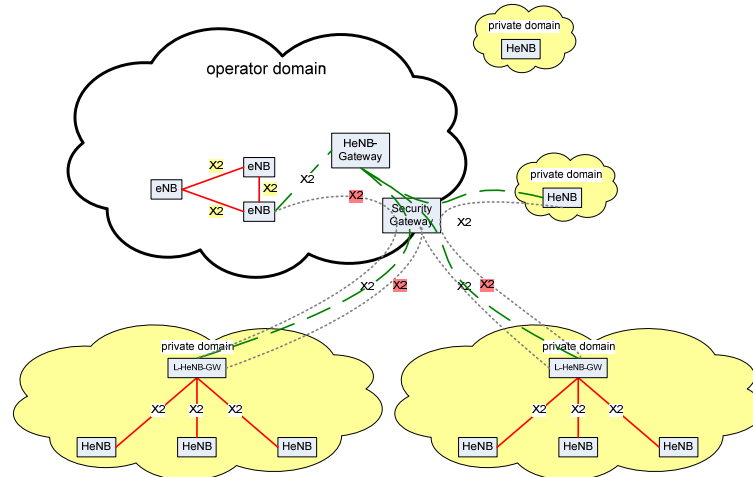 private domain
HeNB
operator domain
HeNB-
Gateway
X2
eNB
eNB
X2
X2
X2
eNB
X2
private domain
HeNB
Security
Gateway
X2
X2
X2
X2
X2
private domain
L-HeNB-GW
X2
X2
X2
HeNB
HeNB
HeNB
private domain
L-HeNB-GW
X2
X2
X2
HeNB
HeNB
HeNB